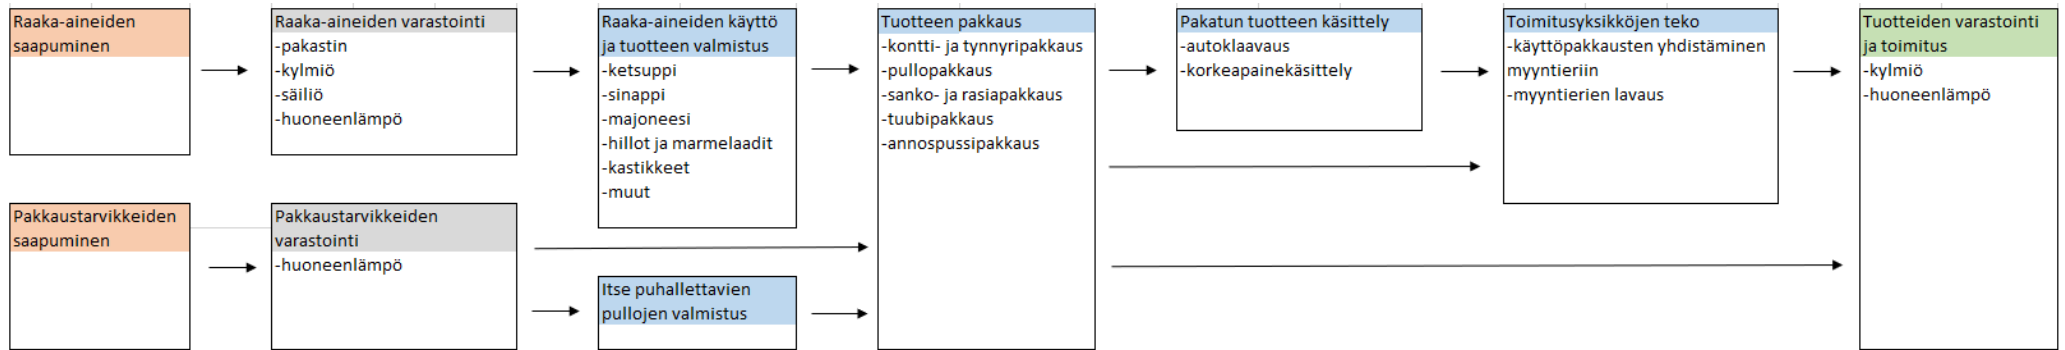 Raaka-aineiden
saapuminen
Raaka-aineiden varastointi
-pakastin
-kylmiö
-säiliö
-huoneenlämpö
Raaka-aineiden käyttö
ja tuotteen valmistus
-ketsuppi
-sinappi
-majoneesi
-hillot ja marmelaadit
-kastikkeet
-muut
Tuotteen pakkaus
-kontti- ja tynnyripakkaus
-pullopakkaus
-sanko- ja rasiapakkaus
-tuubipakkaus
-annospussipakkaus
Pakatun tuotteen käsittely
-autoklaavaus
-korkeapainekäsittely
Toimitusyksikköjen teko
-käyttöpakkausten yhdistäminen
myyntieriin
-myyntierien lavaus
Tuotteiden varastointi
ja toimitus
-kylmiö
-huoneenlämpö
Pakkaustarvikkeiden
saapuminen
Pakkaustarvikkeiden
varastointi
-huoneenlämpö
Itse puhallettavien
pullojen valmistus